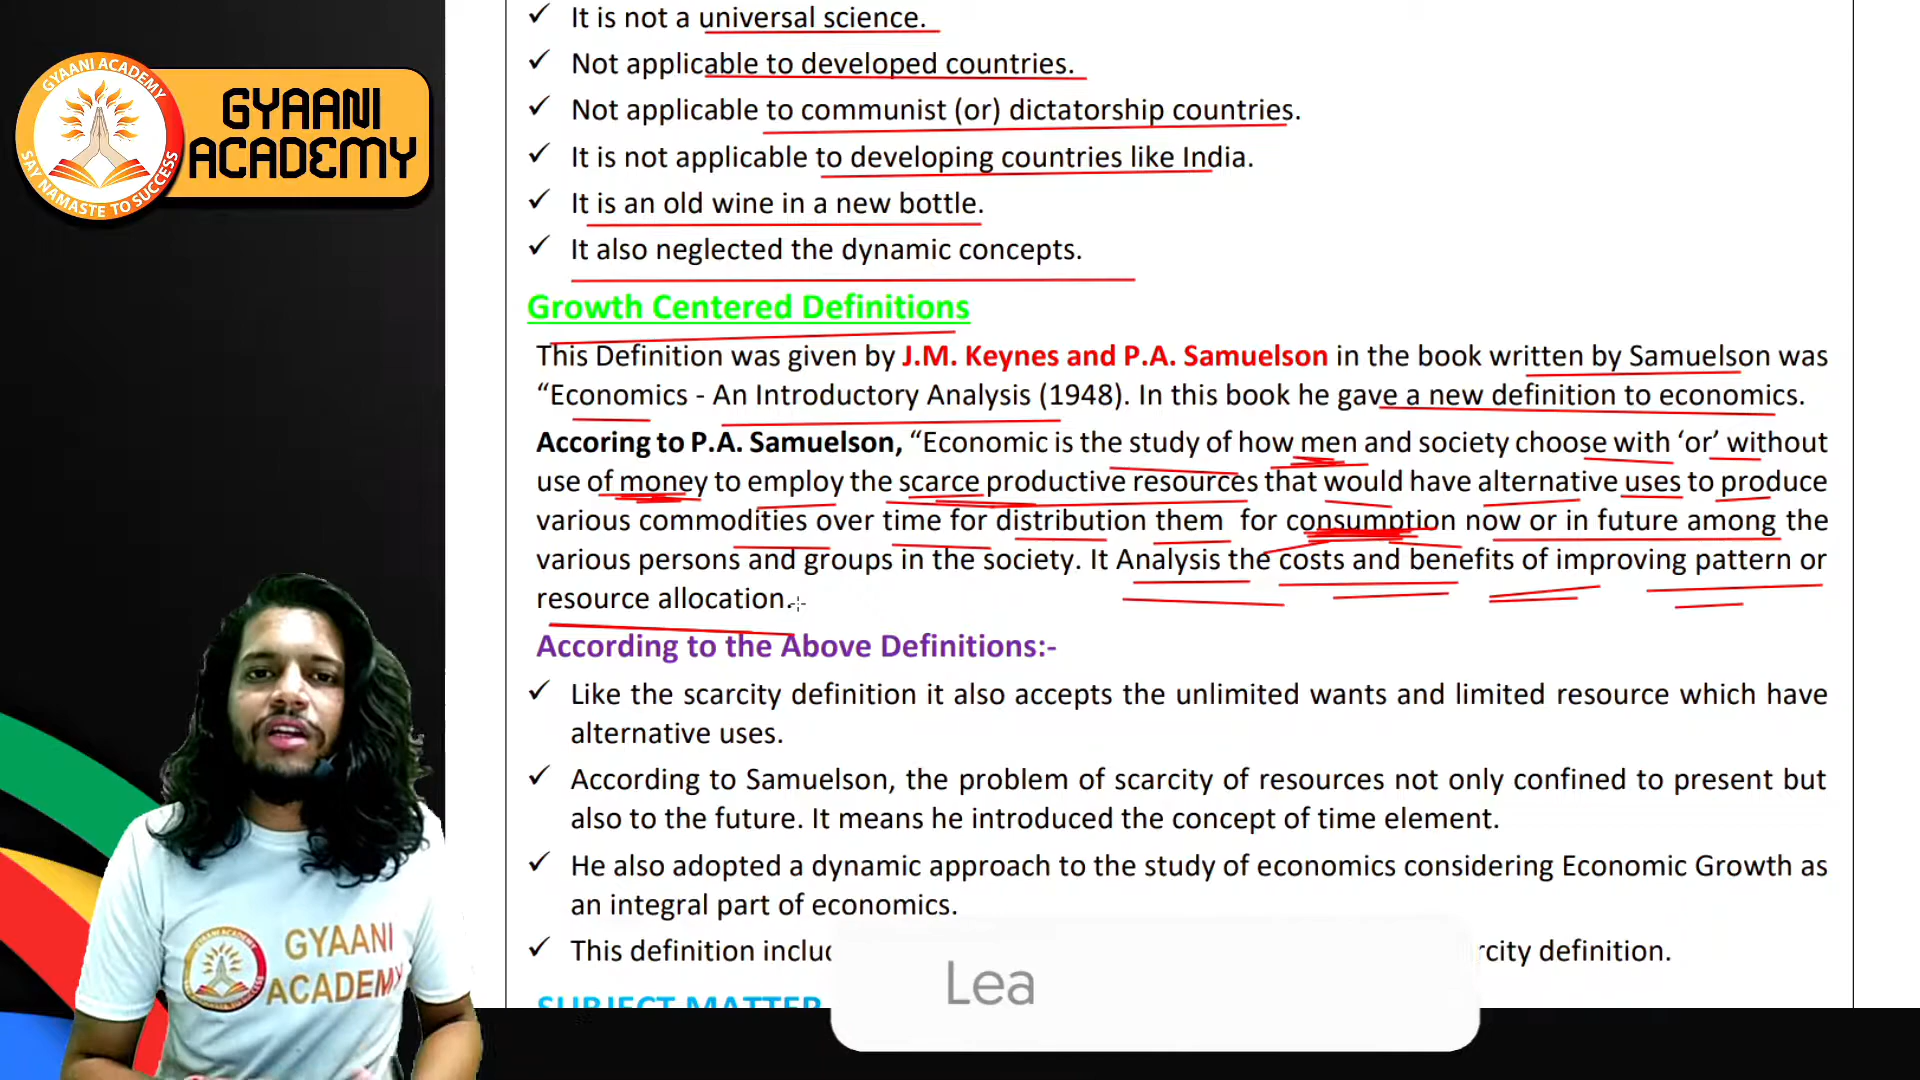 It is not a universal science.
Not applicable to developed countries.
Not applicable to communist (or) dictatorship countries.
It is not applicable to developing countries like India.
It is an old wine in a new bottle.
It also neglected the dynamic concepts.
Growth Centered Definitions
This Definition was given by J.M. Keynes and P.A. Samuelson in the book written by Samuelson was
“Economics - An Introductory Analysis (1948). In this book he gave a new definition to economics.
Accoring to P.A. Samuelson, “Economic is the study of how men and society choose with ‘or’ without
use of money to employ the scarce productive resources that would have alternative uses to produce
various commodities over time for distribution them for consumption now or in future among the
various persons and groups in the society. It Analysis the costs and benefits of improving pattern or
resource allocation.
According to the Above Definitions:-
Like the scarcity definition it also accepts the unlimited wants and limited resource which have
alternative uses.
According to Samuelson, the problem of scarcity of resources not only confined to present but
also to the future. It means he introduced the concept of time element.
He also adopted a dynamic approach to the study of economics considering Economic Growth as
an integral part of economics.
This definition includ rcity definition.
SUBJECT MATTER
Lea
GYAANI
ACADEMY
GYAANI ACADEMY
SAY NAMASTE TO SUCCESS
GYAANI
ACADEMY